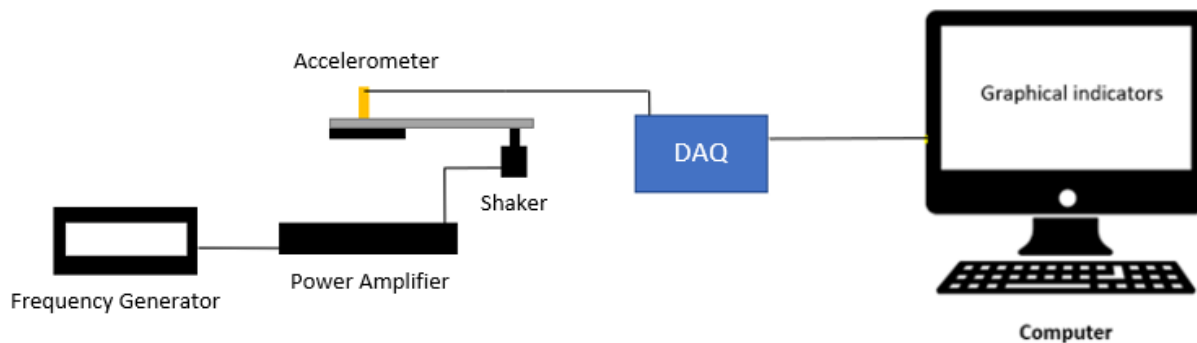 Accelerometer
Graphical indicators
DAQ
Shaker
Power Amplifier
Frequency Generator
Computer